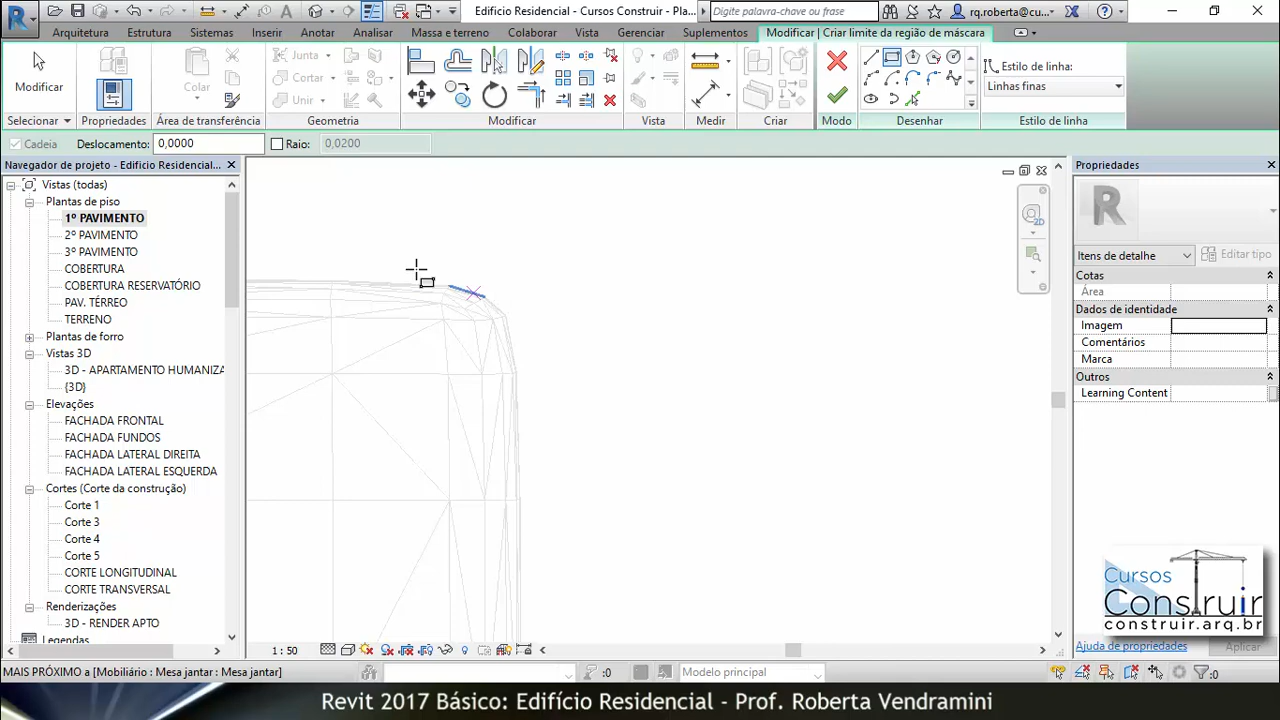 Edificio Residencial - Cursos Construir - Pla...
Digite palavra-chave ou frase
rq.roberta@cu...
Arquitetura Estrutura Sistemas Inserir Anotar Analisar Massa e terreno Colaborar Vista Gerenciar Suplementos Modificar | Criar limite da região de máscara
Modificar
Propriedades
Colar
Junta
Cortar
Unir
Estilo de linha:
Linhas finas
Selecionar Propriedades Área de transferência Geometria Modificar Vista Medir Criar Modo Desenhar Estilo de linha
Cadeia Deslocamento: 0,0000 Raio: 0,0200
Navegador de projeto - Edificio Residencial...
Vistas (todas)
Plantas de piso
1º PAVIMENTO
2º PAVIMENTO
3º PAVIMENTO
COBERTURA
COBERTURA RESERVATÓRIO
PAV. TÉRREO
TERRENO
Plantas de forro
Vistas 3D
3D - APARTAMENTO HUMANIZA
{3D}
Elevações
FACHADA FRONTAL
FACHADA FUNDOS
FACHADA LATERAL DIREITA
FACHADA LATERAL ESQUERDA
Cortes (Corte da construção)
Corte 1
Corte 3
Corte 4
Corte 5
CORTE LONGITUDINAL
CORTE TRANSVERSAL
Renderizações
3D - RENDER APTO
Legendas
2D
Propriedades
R
Itens de detalhe
Editar tipo
Cotas
Área
Dados de identidade
Imagem
Comentários
Marca
Outros
Learning Content
Cursos
Construir
construir.arq.br
Ajuda de propriedades
Aplicar
1 : 50
MAIS PRÓXIMO a [Mobiliário : Mesa jantar : Mesa jantar]
:0
Modelo principal
:0
Revit 2017 Básico: Edifício Residencial - Prof. Roberta Vendramini